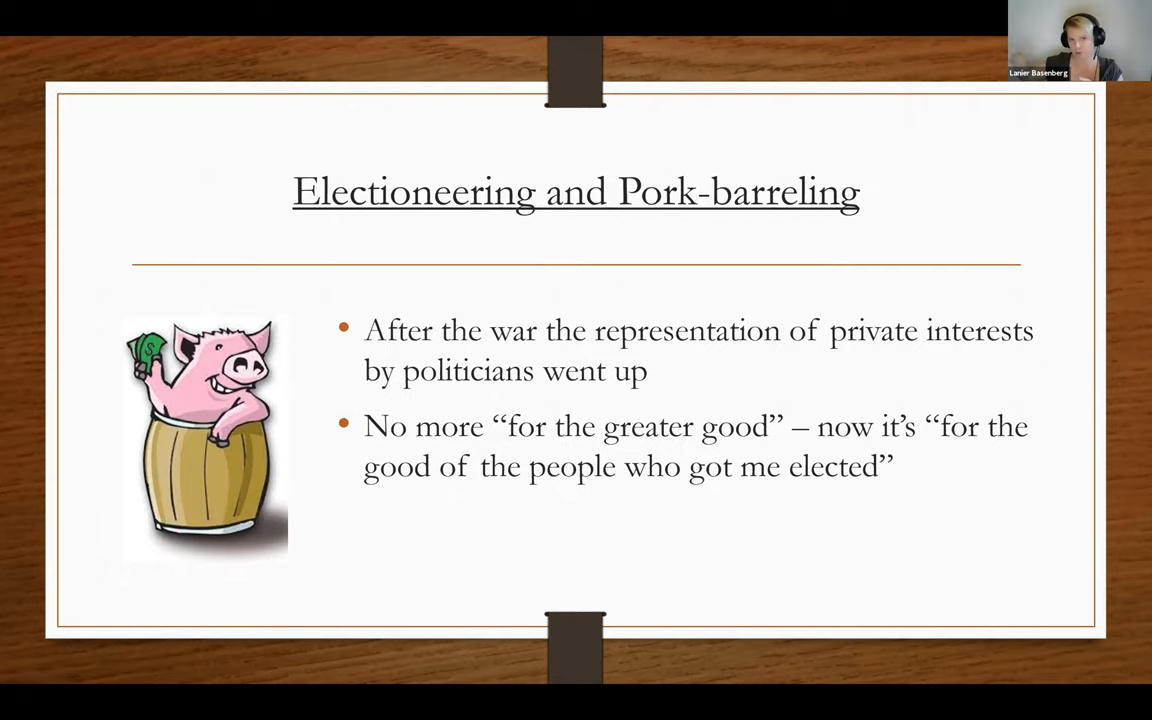 Lanier Basenberg
Electioneering and Pork-barreling
$
After the war the representation of private interests
by politicians went up
No more “for the greater good” – now it’s “for the
good of the people who got me elected”